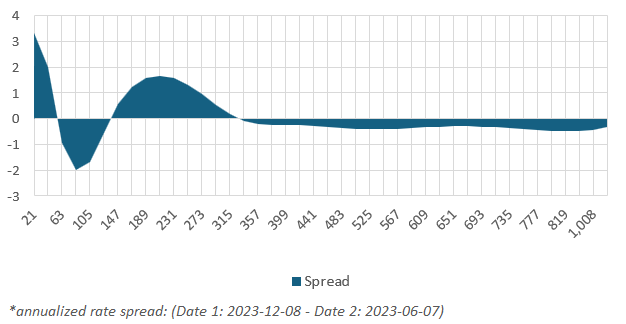 4
3
2
1
0
-1
-2
-3
21 63 105 147 189 231 273 315 357 399 441 483 525 567 609 651 693 735 777 819 1,008
Spread
*annualized rate spread: (Date 1: 2023-12-08 - Date 2: 2023-06-07)